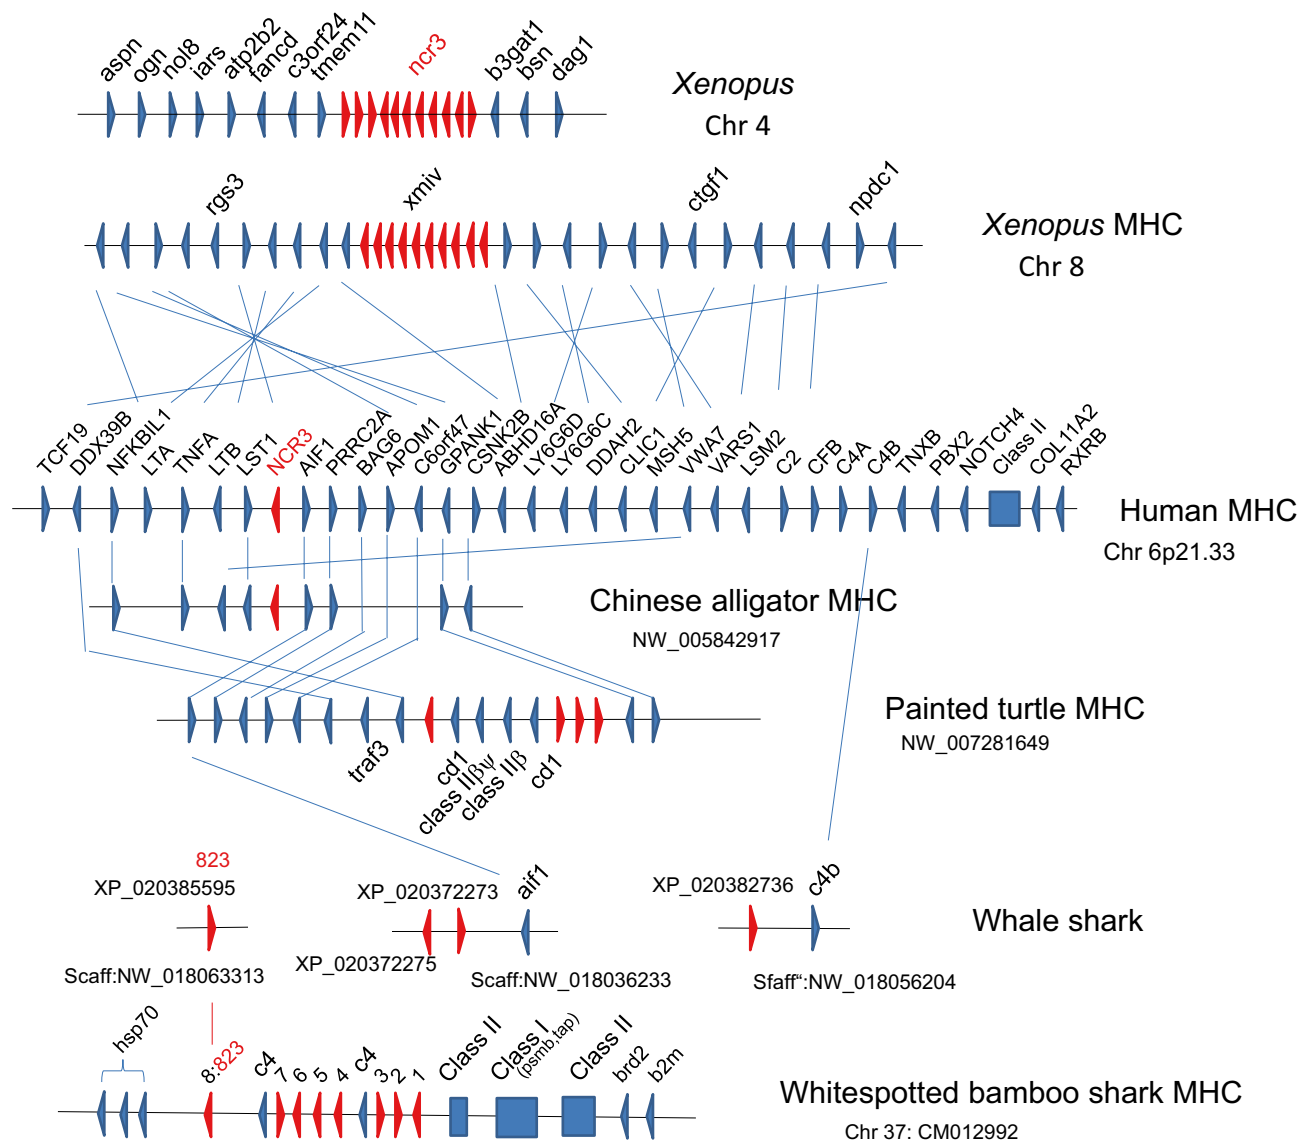 aspn
ogn
nol8
iars
atp2b2
fancd
c3orf24
tmem11
ncr3
b3gat1
bsn
dag1
Xenopus
Chr 4
rgs3
xmiv
ctgf1
npdc1
Xenopus MHC
Chr 8
TCF19
DDX39B
NFKBIL1
LTA
TNFA
LTB
LST1
NCR3
AIF1
PRRC2A
BAG6
APOM1
C6orf47
GPANK1
CSNK2B
ABHD16A
LY6G6D
LY6G6C
DDAH2
CLIC1
MSH5
VWA7
VARS1
LSM2
C2
CFB
C4A
C4B
TNXB
PBX2
NOTCH4
Class II
COL11A2
RXRB
Human MHC
Chr 6p21.33
Chinese alligator MHC
NW_005842917
Painted turtle MHC
NW_007281649
traf3
cd1
class IIβψ
class IIβ
cd1
823
XP_020385595
Scaff:NW_018063313
XP_020372273
aif1
XP_020372275
Scaff:NW_018036233
XP_020382736
c4b
Sfaff“:NW_018056204
Whale shark
hsp70
8:823
c4
7
6
5
4
c4
3
2
1
Class II
Class I
(psmb,tap)
Class II
brd2
b2m
Whitespotted bamboo shark MHC
Chr 37: CM012992